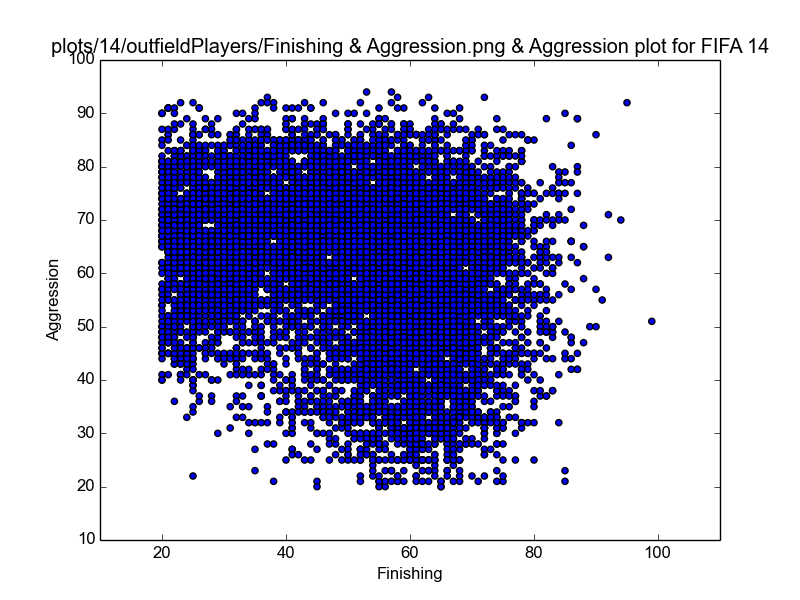 plots/14/outfieldPlayers/Finishing & Aggression.png & Aggression plot for FIFA 14
100
90
80
70
60
50
40
30
20
10
Aggression
20 40 60 80 100
Finishing